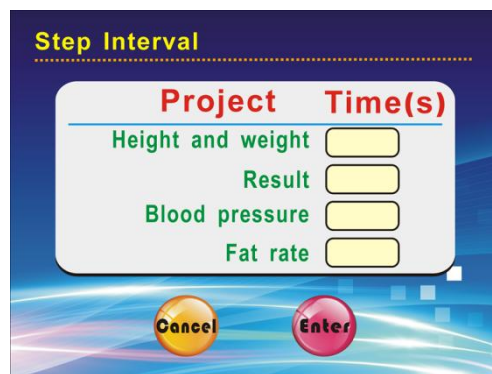 Step Interval
Project Time(s)
Height and weight
Result
Blood pressure
Fat rate
Cancel Enter